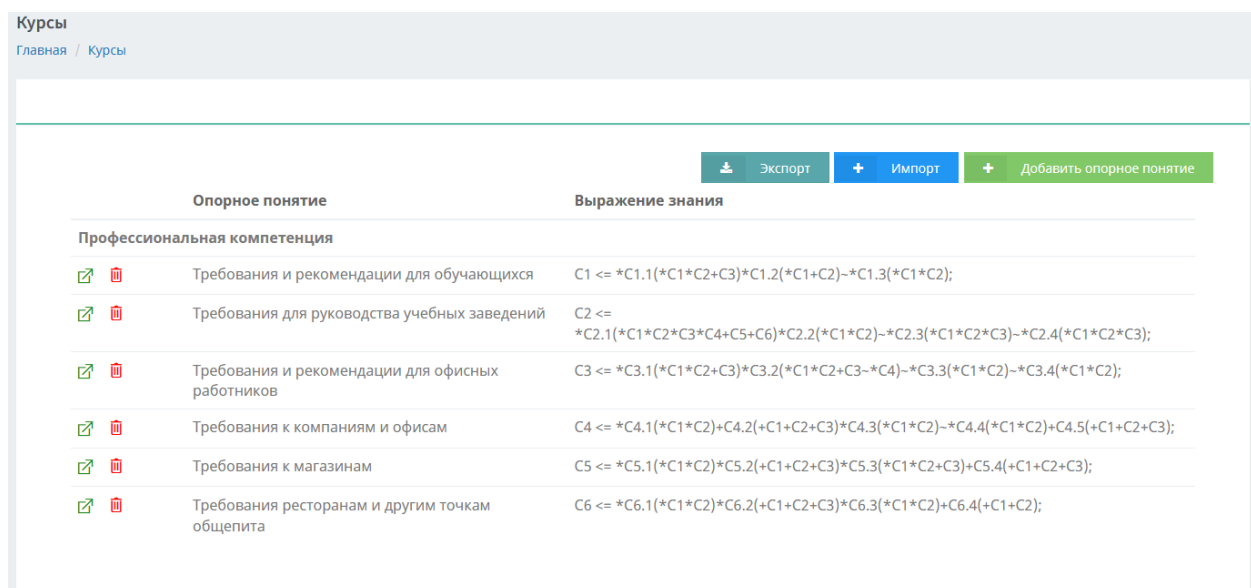 Курсы
Главная / Курсы
Экспорт
Импорт
Добавить опорное понятие
Опорное понятие Выражение знания
Профессиональная компетенция
Требования и рекомендации для обучающихся C1 <= *C1.1(*C1*C2+C3)*C1.2(*C1+C2)~*C1.3(*C1*C2);
Требования для руководства учебных заведений C2 <=
*C2.1(*C1*C2*C3*C4+C5+C6)*C2.2(*C1*C2)~*C2.3(*C1*C2*C3)~*C2.4(*C1*C2*C3);
Требования и рекомендации для офисных C3 <= *C3.1(*C1*C2+C3)*C3.2(*C1*C2+C3~*C4)~*C3.3(*C1*C2)~*C3.4(*C1*C2);
работников
Требования к компаниям и офисам C4 <= *C4.1(*C1*C2)+C4.2(+C1+C2+C3)*C4.3(*C1*C2)~*C4.4(*C1*C2)+C4.5(+C1+C2+C3);
Требования к магазинам C5 <= *C5.1(*C1*C2)*C5.2(+C1+C2+C3)*C5.3(*C1*C2+C3)+C5.4(+C1+C2+C3);
Требования ресторанам и другим точкам C6 <= *C6.1(*C1*C2)*C6.2(+C1+C2+C3)*C6.3(*C1*C2)+C6.4(+C1+C2);
общепита